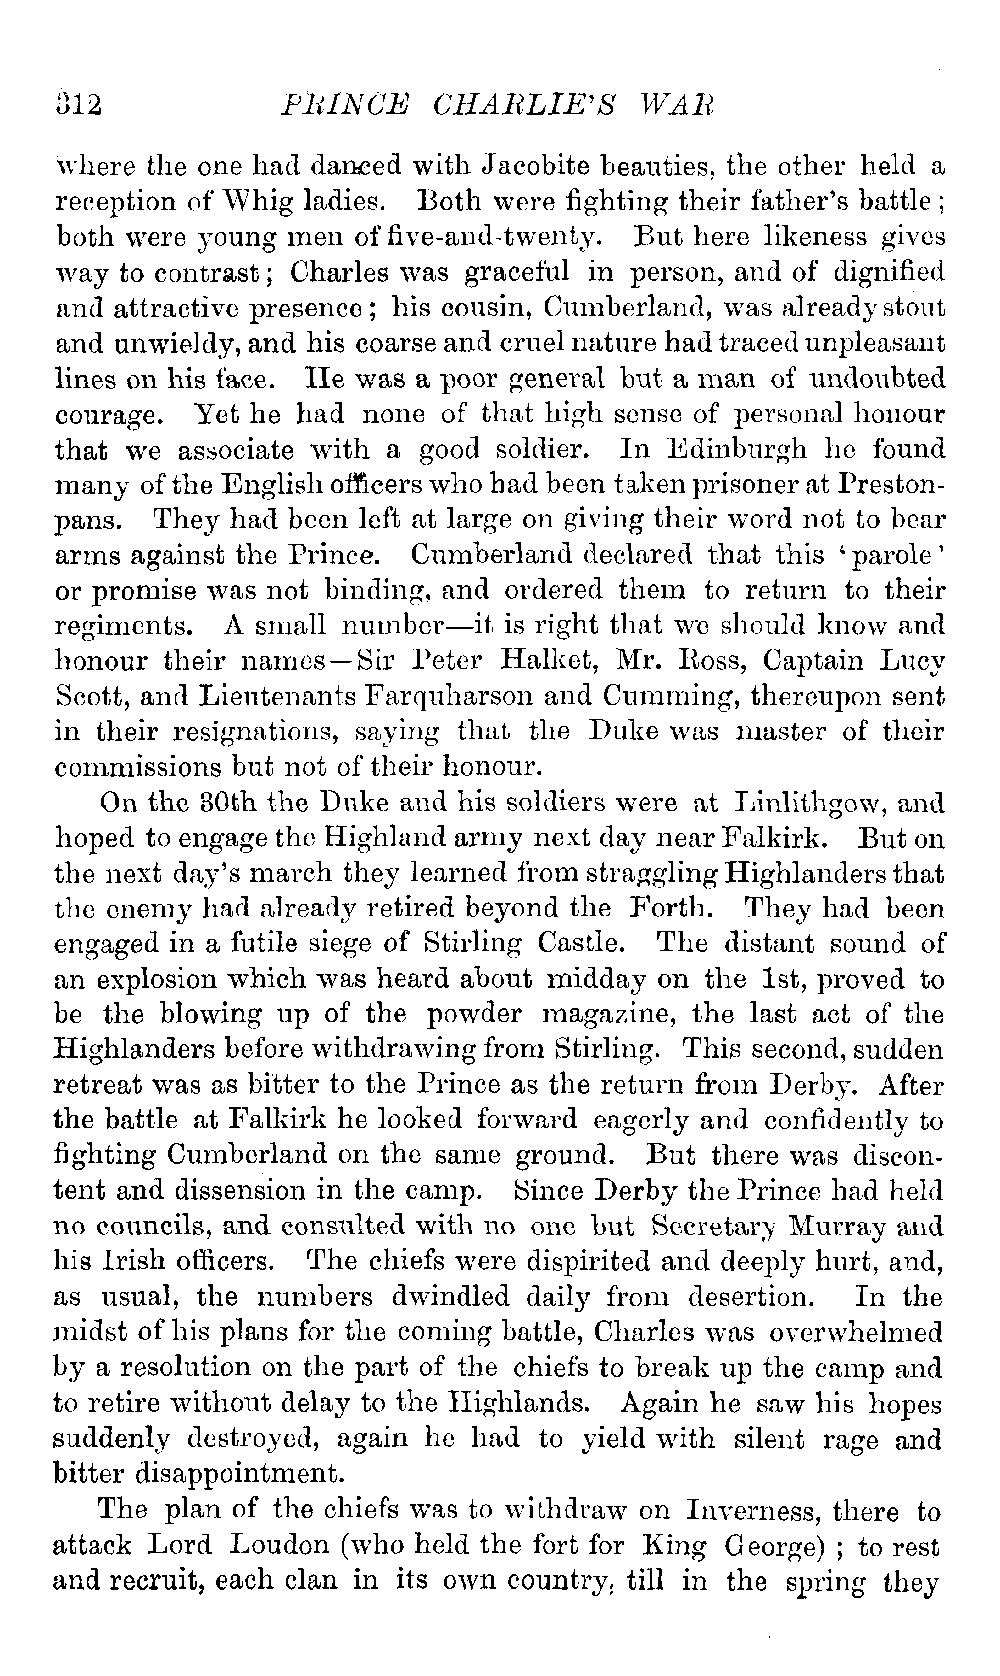 312 PRINCE CHARLIE'S WAR
where the one had danced with Jacobite beauties, the other held a
reception of Whig ladies. Both were fighting their father's battle;
both were young men of five-and-twenty. But here likeness gives
way to contrast; Charles was graceful in person, and of dignified
and attractive presence; his cousin, Cumberland, was already stout
and unwieldy, and his coarse and cruel nature had traced unpleasant
lines on his face. He was a poor general but a man of undoubted
courage. Yet he had none of that high sense of personal honour
that we associate with a good soldier. In Edinburgh he found
many of the English officers who had been taken prisoner at Preston-
pans. They had been left at large on giving their word not to bear
arms against the Prince. Cumberland declared that this 'parole'
or promise was not binding, and ordered them to return to their
regiments. A small number—it is right that we should know and
honour their names—Sir Peter Halket, Mr. Ross, Captain Lucy
Scott, and Lieutenants Farquharson and Cumming, thereupon sent
in their resignations, saying that the Duke was master of their
commissions but not of their honour.
On the 30th the Duke and his soldiers were at Linlithgow, and
hoped to engage the Highland army next day near Falkirk. But on
the next day's march they learned from straggling Highlanders that
the enemy had already retired beyond the Forth. They had been
engaged in a futile siege of Stirling Castle. The distant sound of
an explosion which was heard about midday on the 1st, proved to
be the blowing up of the powder magazine, the last act of the
Highlanders before withdrawing from Stirling. This second, sudden
retreat was as bitter to the Prince as the return from Derby. After
the battle at Falkirk he looked forward eagerly and confidently to
fighting Cumberland on the same ground. But there was discon-
tent and dissension in the camp. Since Derby the Prince had held
no councils, and consulted with no one but Secretary Murray and
his Irish officers. The chiefs were dispirited and deeply hurt, and,
as usual, the numbers dwindled daily from desertion. In the
midst of his plans for the coming battle, Charles was overwhelmed
by a resolution on the part of the chiefs to break up the camp and
to retire without delay to the Highlands. Again he saw his hopes
suddenly destroyed, again he had to yield with silent rage and
bitter disappointment.
The plan of the chiefs was to withdraw on Inverness, there to
attack Lord Loudon (who held the fort for King George); to rest
and recruit, each clan in its own country, till in the spring they